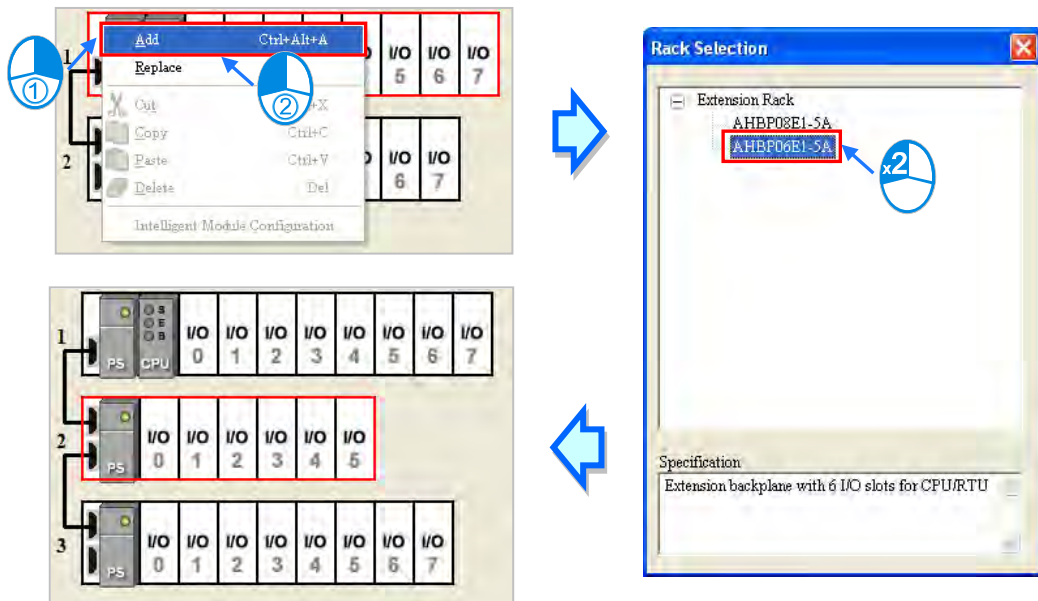 1
Add Ctrl+Alt+A
Replace
Cut +X
Copy Ctrl+C
Paste Ctrl+V
Delete Del
Intelligent Module Configuration
①
②
I/O I/O I/O
5 6 7
2
I/O I/O
6 7
Rack Selection
Extension Rack
AHBP08E1-5A
AHBP06E1-5A
x2
Specification
Extension backplane with 6 I/O slots for CPU/RTU
1
S
E
B
PS CPU
I/O I/O I/O I/O I/O I/O I/O I/O
0 1 2 3 4 5 6 7
2
PS
I/O I/O I/O I/O I/O I/O
0 1 2 3 4 5
3
PS
I/O I/O I/O I/O I/O I/O I/O I/O
0 1 2 3 4 5 6 7